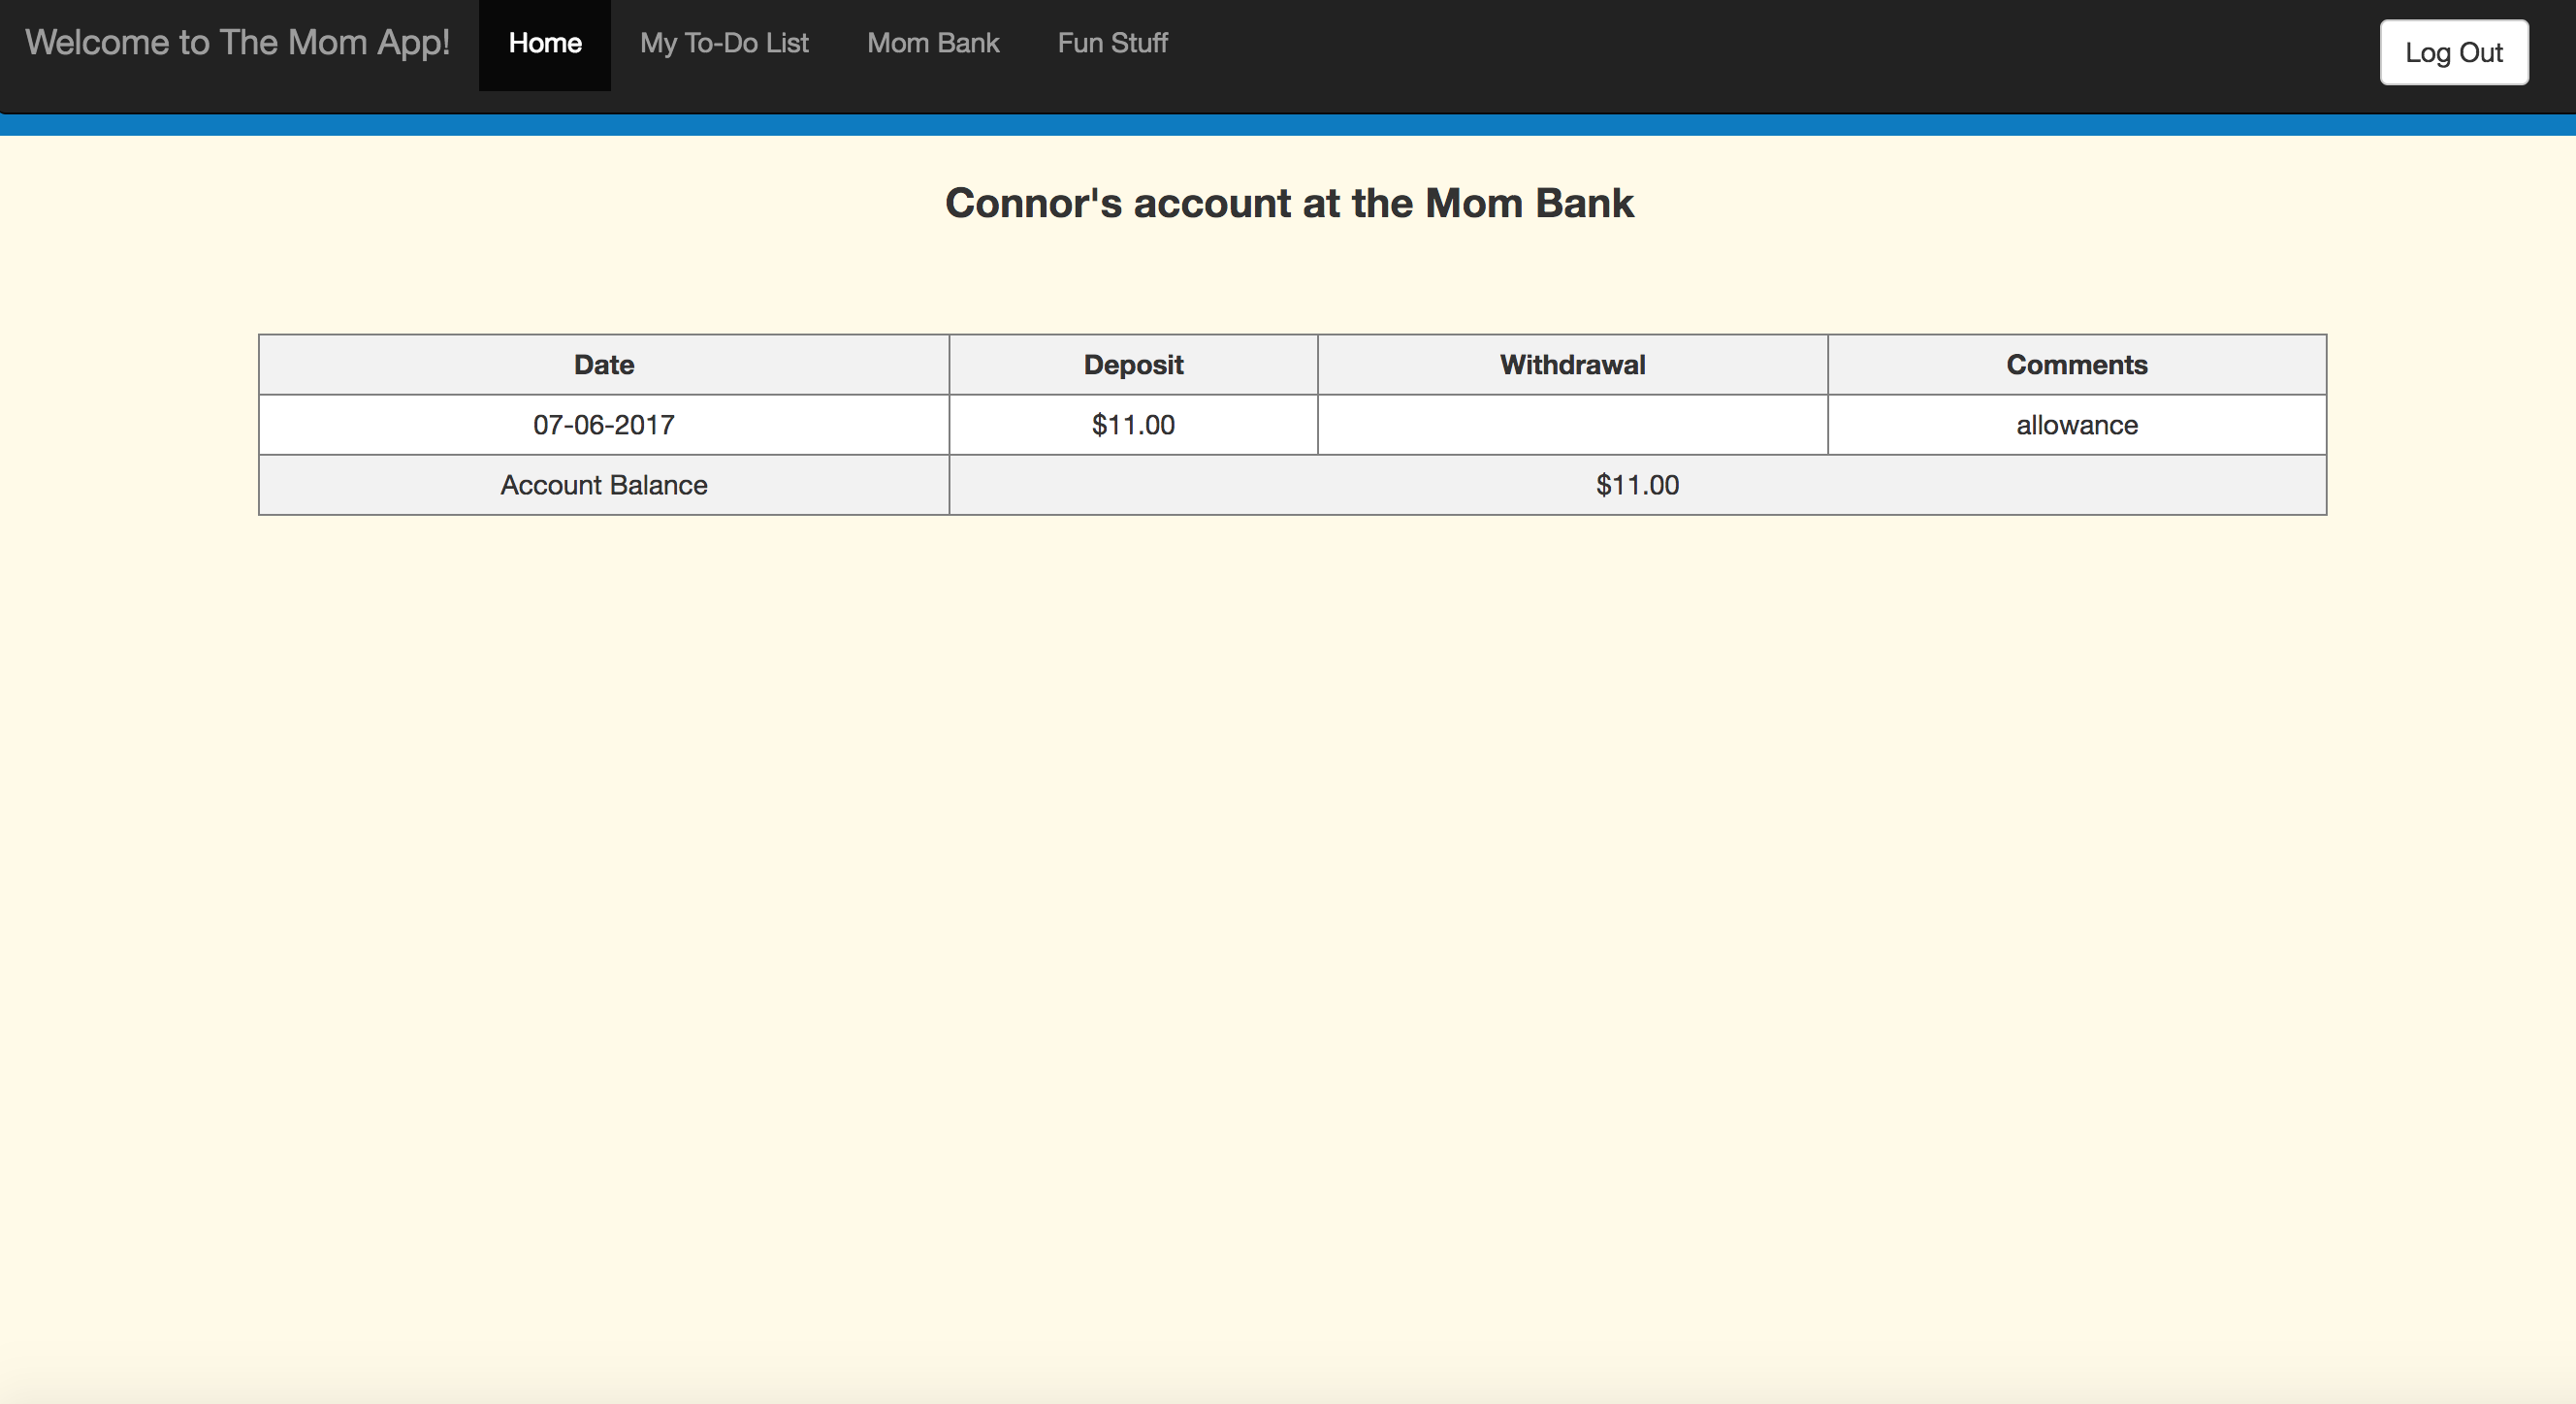 Welcome to The Mom App! Home My To-Do List Mom Bank Fun Stuff Log Out
Connor's account at the Mom Bank
Date Deposit Withdrawal Comments
07-06-2017 $11.00 allowance
Account Balance $11.00